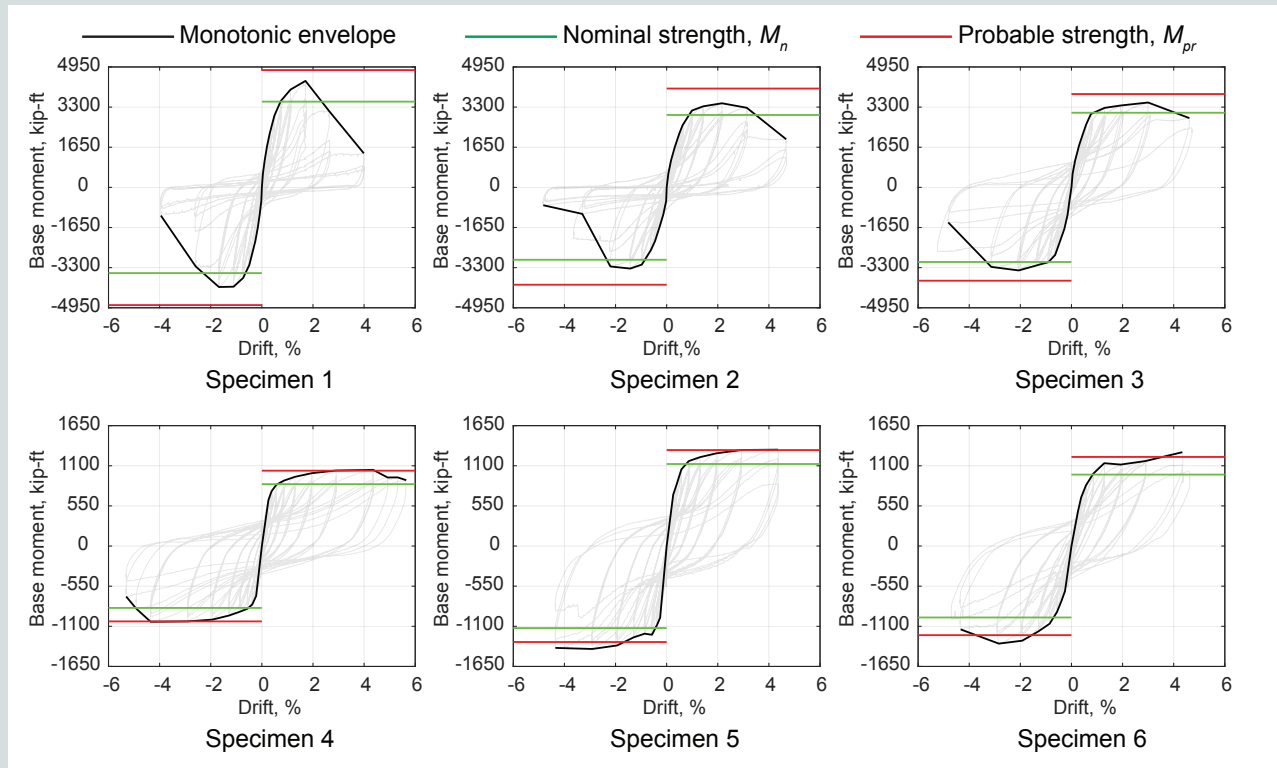 Monotonic envelope
Nominal strength, Mn
Probable strength, Mpr
4950
3300
1650
0
-1650
-3300
-4950
Base moment, kip-ft
-6 -4 -2 0 2 4 6
Drift, %
Specimen 1
4950
3300
1650
0
-1650
-3300
-4950
Base moment, kip-ft
-6 -4 -2 0 2 4 6
Drift,%
Specimen 2
4950
3300
1650
0
-1650
-3300
-4950
Base moment, kip-ft
-6 -4 -2 0 2 4 6
Drift, %
Specimen 3
1650
1100
550
0
-550
-1100
-1650
Base moment, kip-ft
-6 -4 -2 0 2 4 6
Drift, %
Specimen 4
1650
1100
550
0
-550
-1100
-1650
Base moment, kip-ft
-6 -4 -2 0 2 4 6
Drift, %
Specimen 5
1650
1100
550
0
-550
-1100
-1650
Base moment, kip-ft
-6 -4 -2 0 2 4 6
Drift, %
Specimen 6